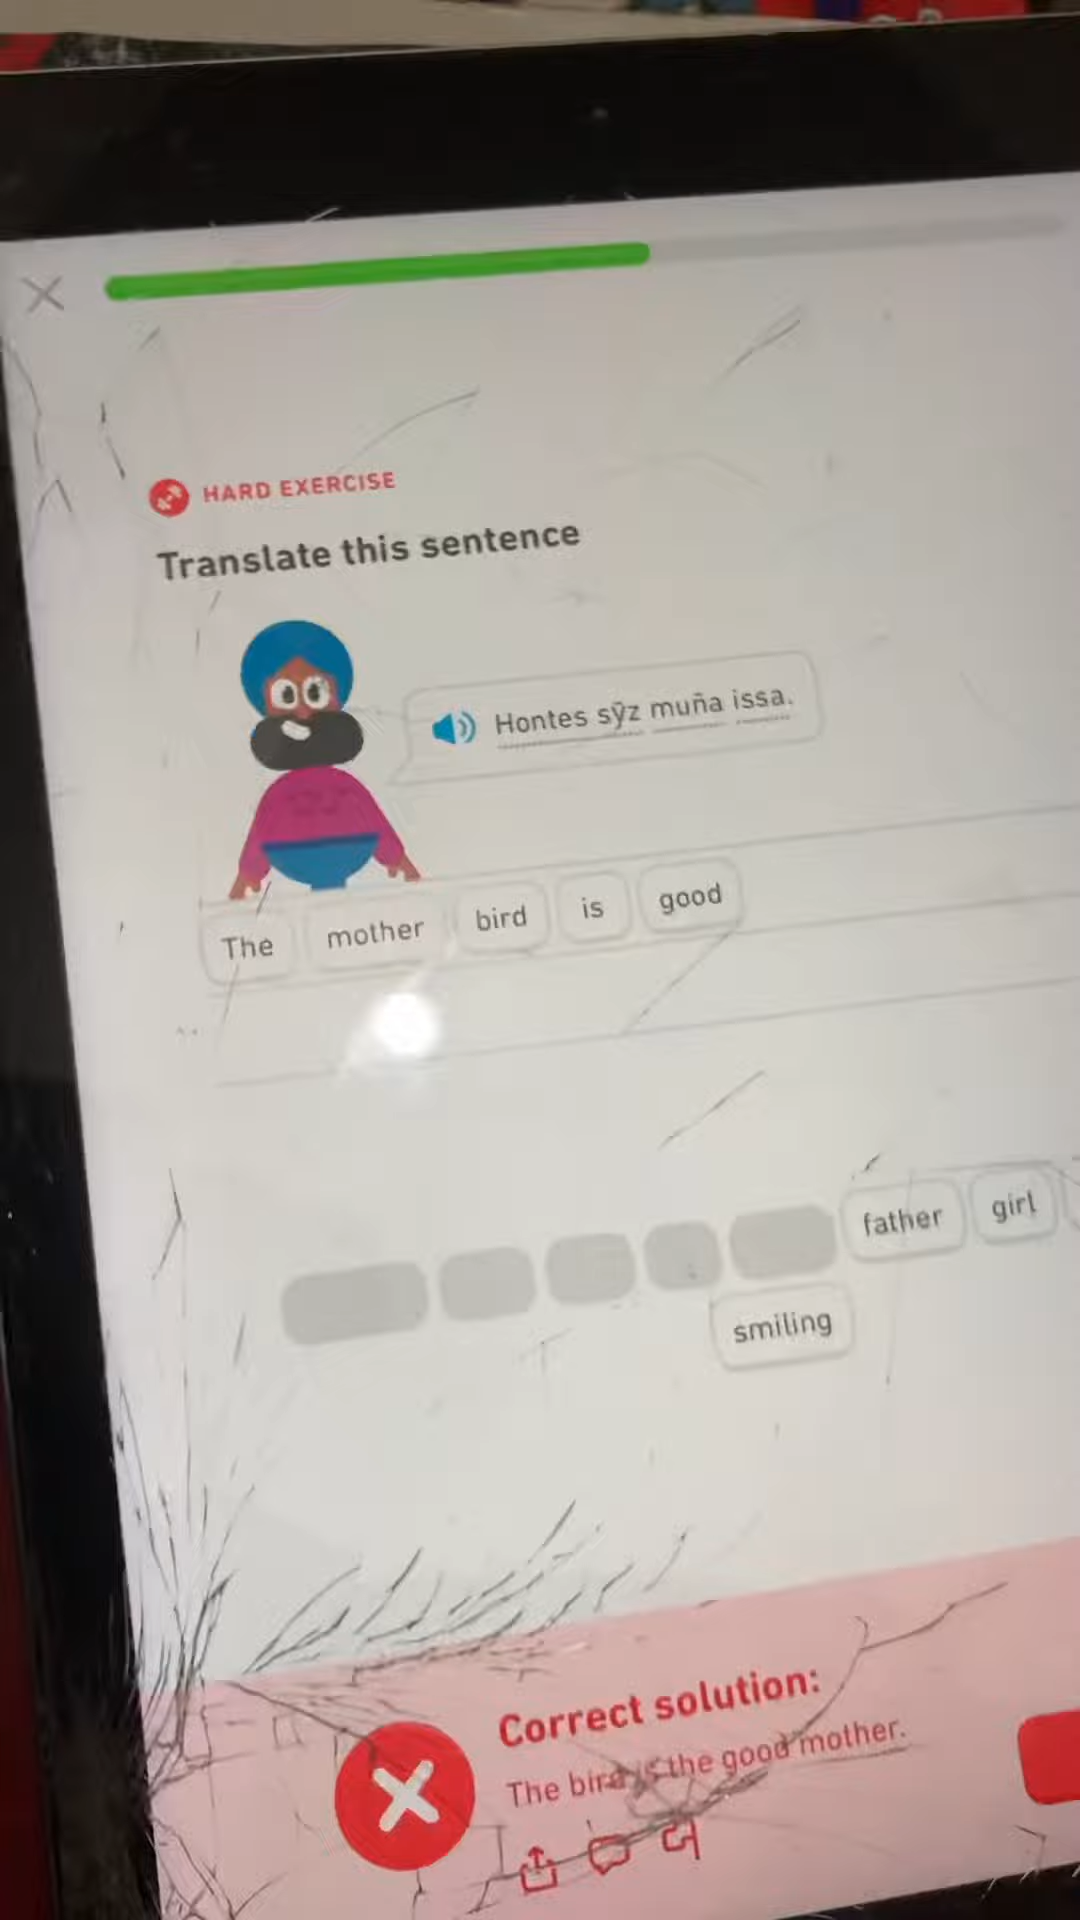 HARD EXERCISE
Translate this sentence
Hontes sȳz muña issa.
The mother bird is good
father girl
smiling
Correct solution:
The bird is the good mother.